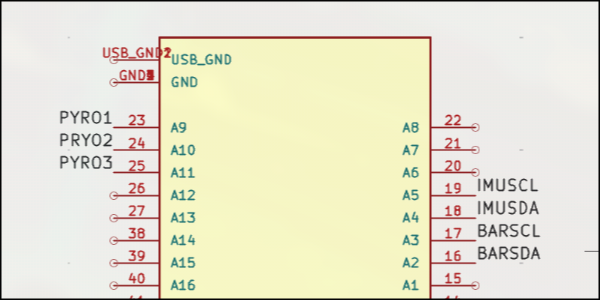 USB_GND2 USB_GND
GND GND
PYRO1 23 A9 A8 22
PRYO2 24 A10 A7 21
PYRO3 25 A11 A6 20
26 A12 A5 19 IMUSCL
27 A13 A4 18 IMUSDA
38 A14 A3 17 BARSCL
39 A15 A2 16 BARSDA
40 A16 A1 15